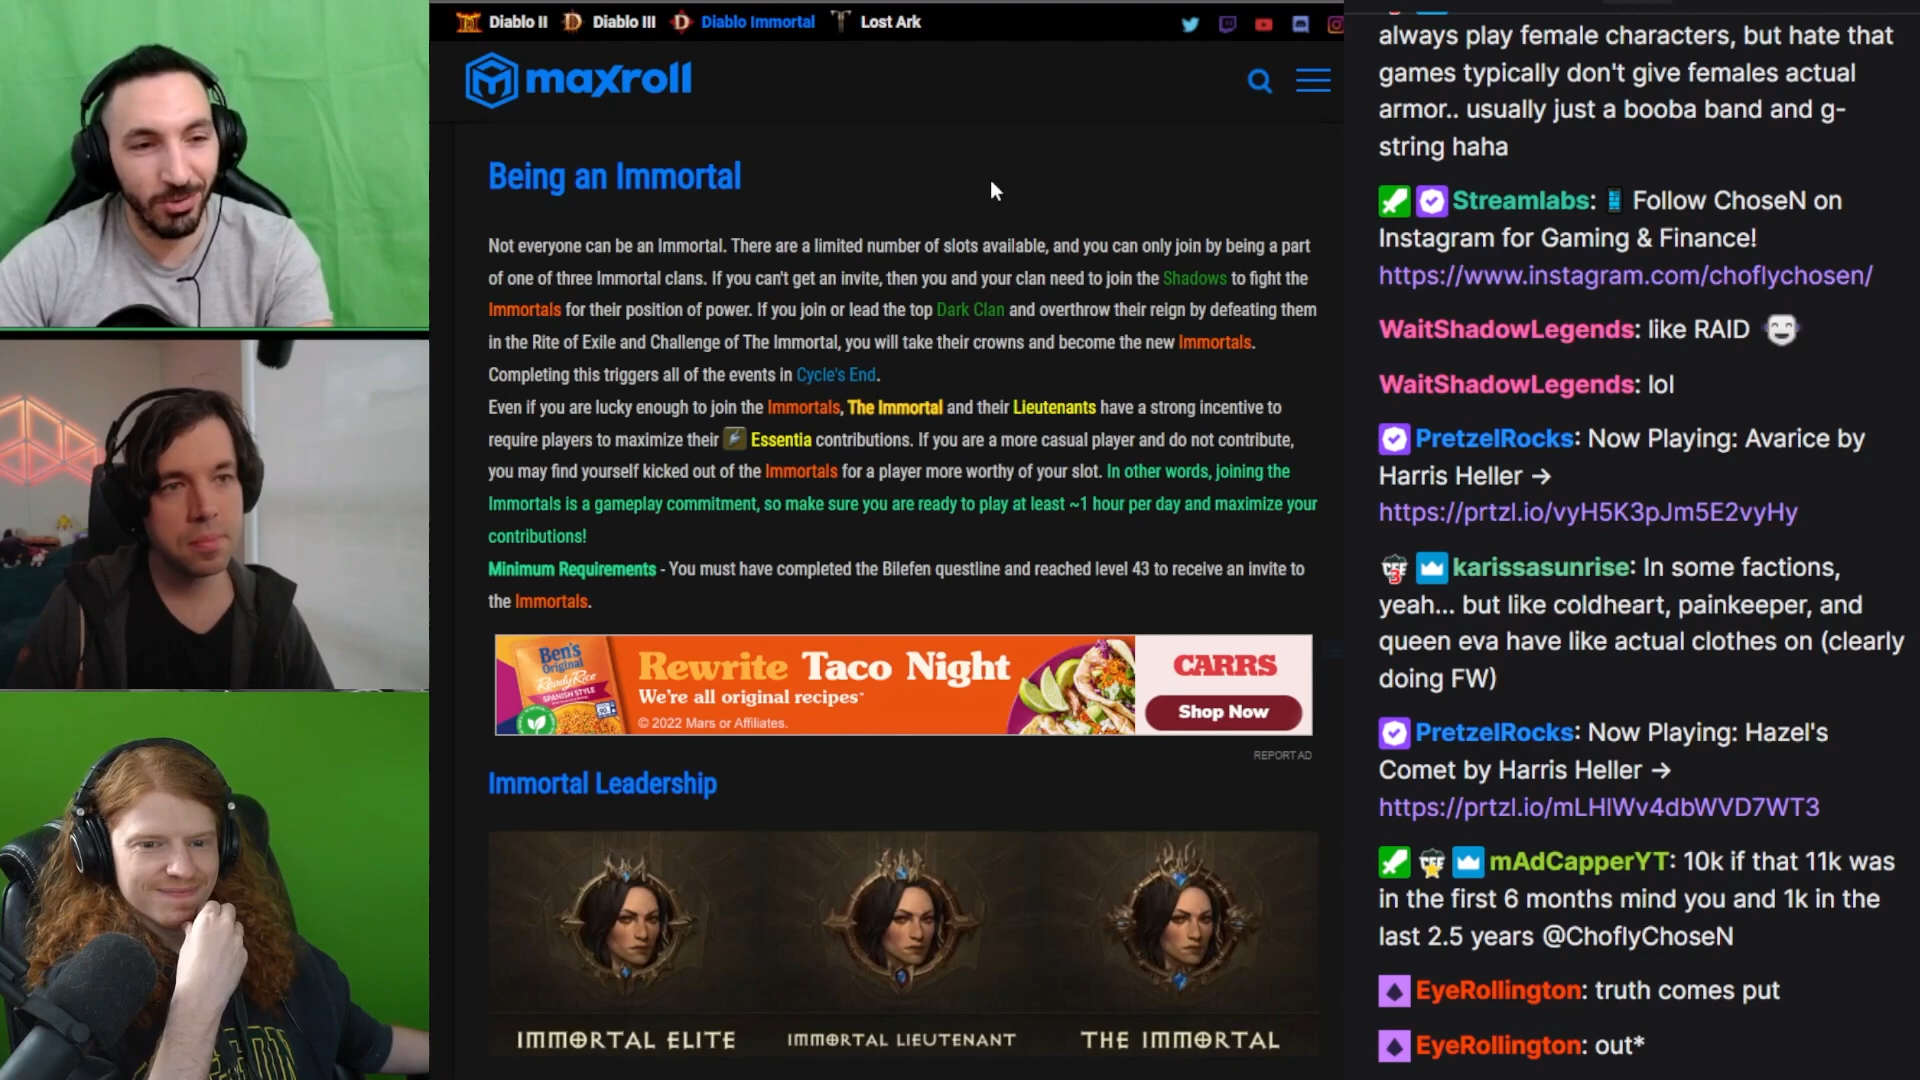 Diablo II Diablo III Diablo Immortal Lost Ark
maxroll
Being an Immortal
Not everyone can be an Immortal. There are a limited number of slots available, and you can only join by being a part
of one of three Immortal clans. If you can't get an invite, then you and your clan need to join the Shadows to fight the
Immortals for their position of power. If you join or lead the top Dark Clan and overthrow their reign by defeating them
in the Rite of Exile and Challenge of The Immortal, you will take their crowns and become the new Immortals.
Completing this triggers all of the events in Cycle's End.
Even if you are lucky enough to join the Immortals, The Immortal and their Lieutenants have a strong incentive to
require players to maximize their Essentia contributions. If you are a more casual player and do not contribute,
you may find yourself kicked out of the Immortals for a player more worthy of your slot. In other words, joining the
Immortals is a gameplay commitment, so make sure you are ready to play at least ~1 hour per day and maximize your
contributions!
Minimum Requirements - You must have completed the Bilefen questline and reached level 43 to receive an invite to
the Immortals.
Ben's
Original
Ready Rice
SPANISH STYLE
Rewrite Taco Night
We're all original recipes™
© 2022 Mars or Affiliates.
CARRS
Shop Now
REPORT AD
Immortal Leadership
IMMORTAL ELITE IMMORTAL LIEUTENANT THE IMMORTAL
always play female characters, but hate that
games typically don't give females actual
armor.. usually just a booba band and g-
string haha
Streamlabs: Follow ChoseN on
Instagram for Gaming & Finance!
https://www.instagram.com/choflychosen/
WaitShadowLegends: like RAID
WaitShadowLegends: lol
PretzelRocks: Now Playing: Avarice by
Harris Heller →
https://prtzl.io/vyH5K3pJm5E2vyHy
karissasunrise: In some factions,
yeah... but like coldheart, painkeeper, and
queen eva have like actual clothes on (clearly
doing FW)
PretzelRocks: Now Playing: Hazel's
Comet by Harris Heller →
https://prtzl.io/mLHlWv4dbWVD7WT3
mAdCapperYT: 10k if that 11k was
in the first 6 months mind you and 1k in the
last 2.5 years @ChoflyChoseN
EyeRollington: truth comes put
EyeRollington: out*